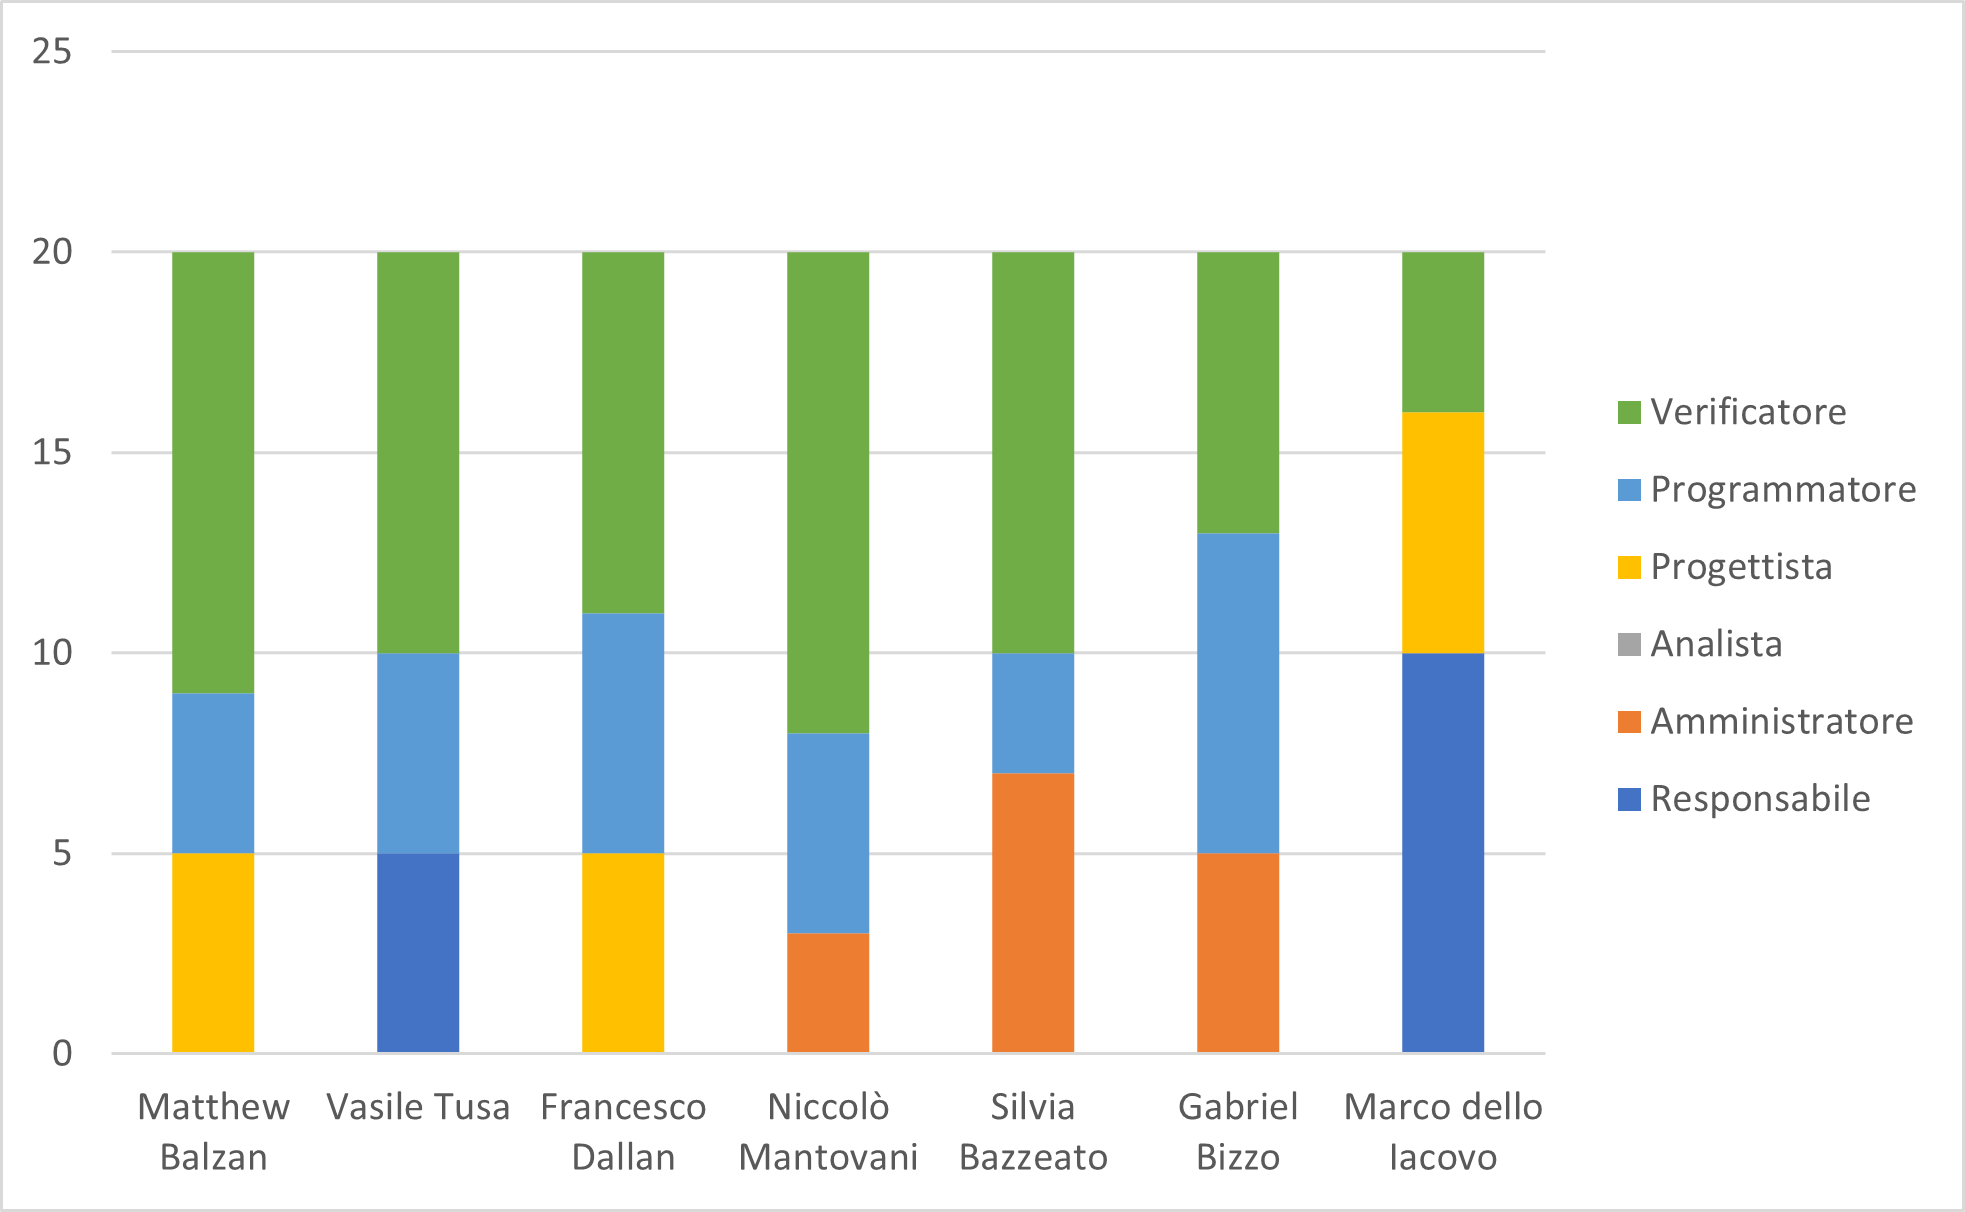 25
20
15
10
5
0
Matthew
Balzan
Vasile Tusa
Francesco
Dallan
Niccolò
Mantovani
Silvia
Bazzeato
Gabriel
Bizzo
Marco dello
Iacovo
Verificatore
Programmatore
Progettista
Analista
Amministratore
Responsabile